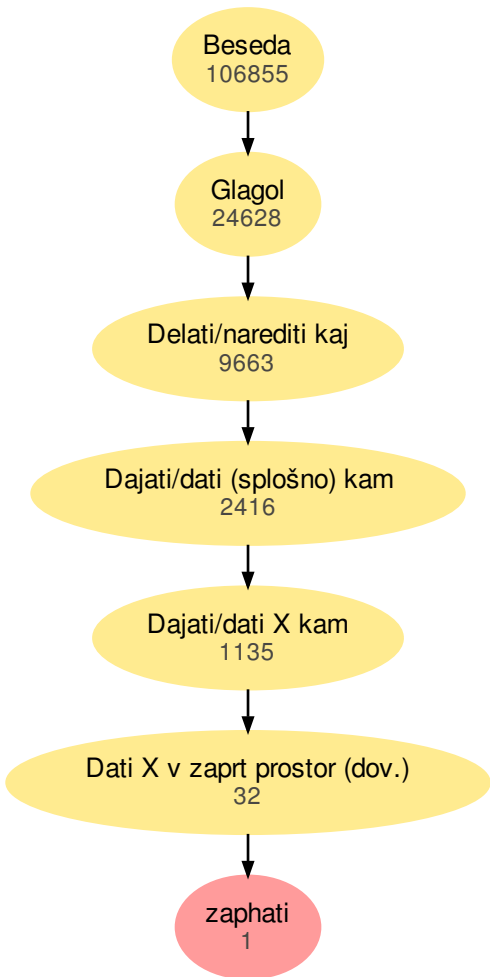 Beseda
106855
Glagol
24628
Delati/narediti kaj
9663
Dajati/dati (splošno) kam
2416
Dajati/dati X kam
1135
Dati X v zaprt prostor (dov.)
32
zaphati
1